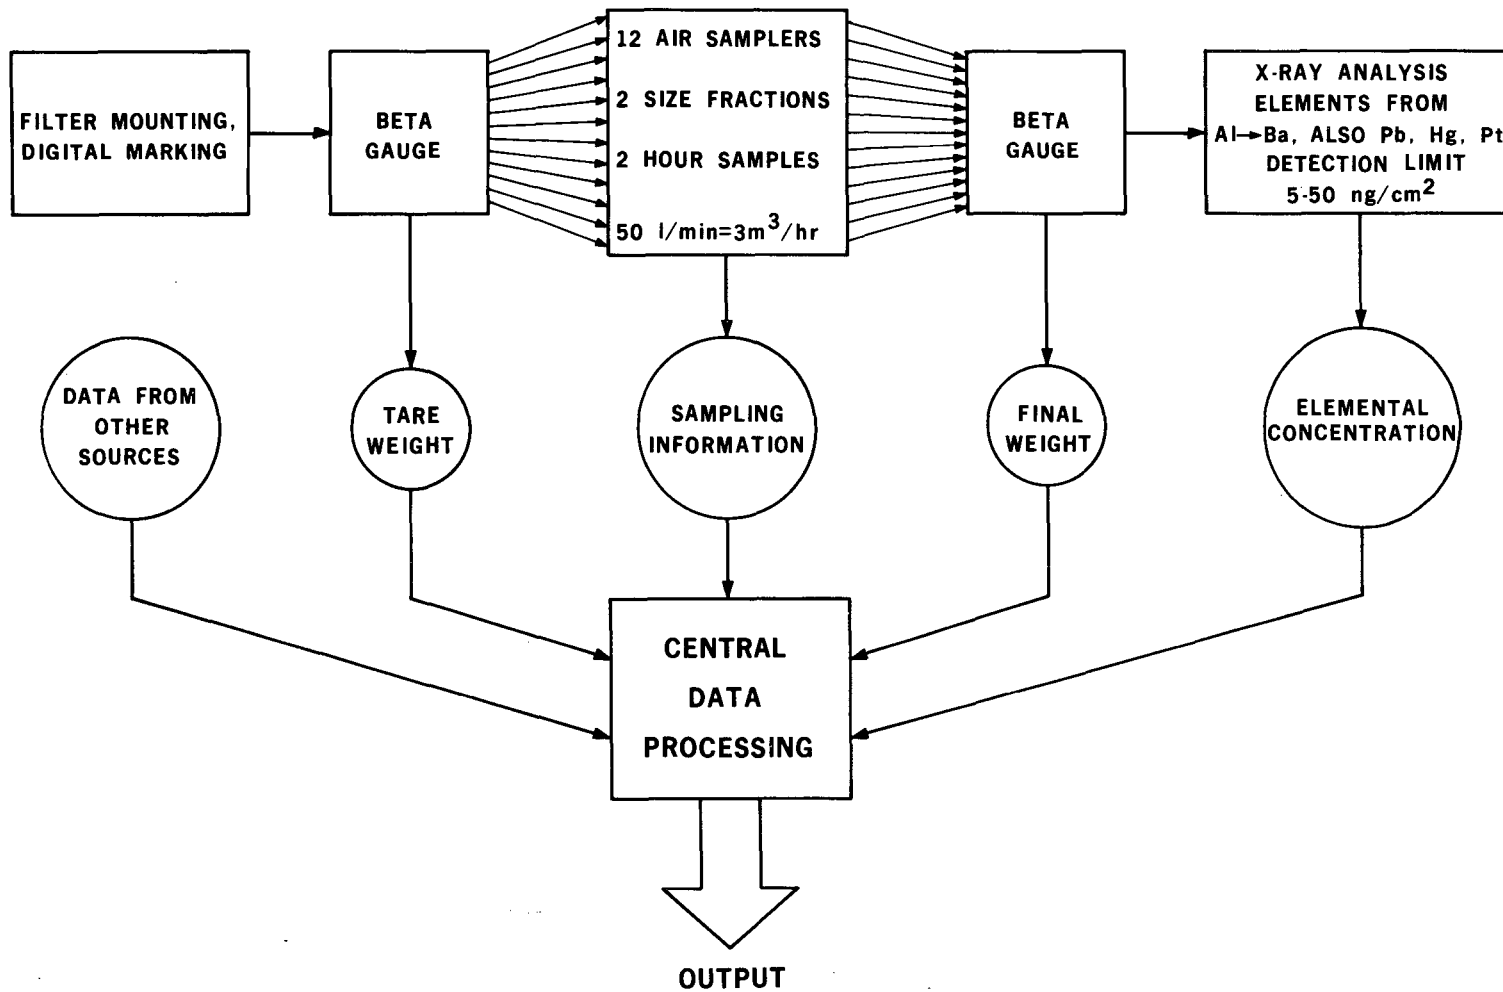 FILTER MOUNTING,
DIGITAL MARKING
BETA
GAUGE
12 AIR SAMPLERS
2 SIZE FRACTIONS
2 HOUR SAMPLES
50 l/min=3m³/hr
BETA
GAUGE
X-RAY ANALYSIS
ELEMENTS FROM
Al→Ba, ALSO Pb, Hg, Pt
DETECTION LIMIT
5-50 ng/cm²
DATA FROM
OTHER
SOURCES
TARE
WEIGHT
SAMPLING
INFORMATION
FINAL
WEIGHT
ELEMENTAL
CONCENTRATION
CENTRAL
DATA
PROCESSING
OUTPUT